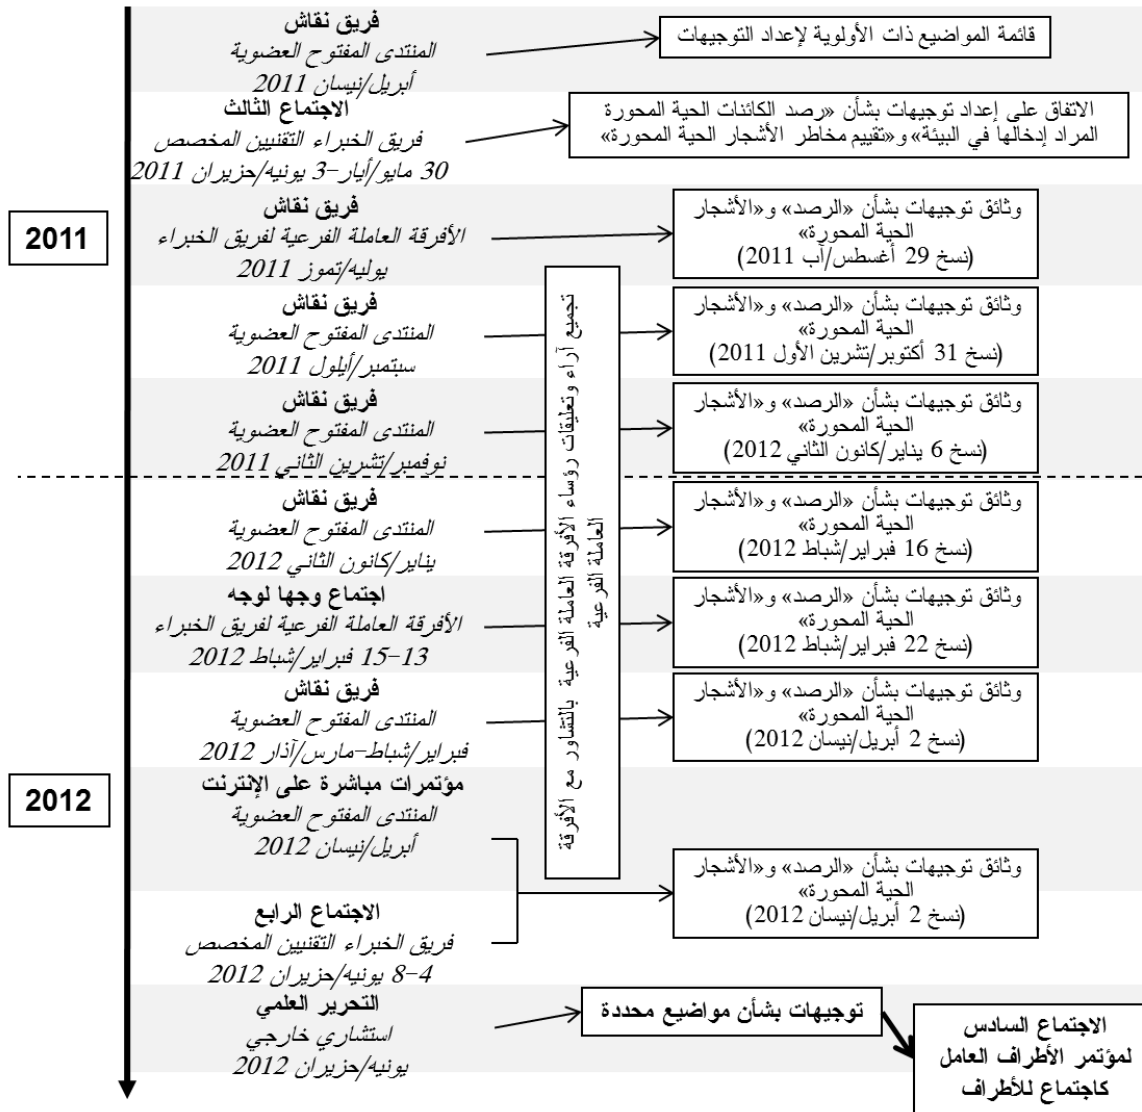 فريق نقاش
المنتدى المفتوح العضوية
أبريل/نيسان 2011
قائمة المواضيع ذات الأولوية لإعداد التوجيهات
الاجتماع الثالث
فريق الخبراء التقنيين المخصص
30 مايو/أيار–3 يونيه/حزيران 2011
الاتفاق على إعداد توجيهات بشأن «رصد الكائنات الحية المحورة
المراد إدخالها في البيئة» و«تقييم مخاطر الأشجار الحية المحورة»
2011
فريق نقاش
الأفرقة العاملة الفرعية لفريق الخبراء
يوليه/تموز 2011
وثائق توجيهات بشأن «الرصد» و«الأشجار
الحية المحورة»
(نسخ 29 أغسطس/آب 2011)
فريق نقاش
المنتدى المفتوح العضوية
سبتمبر/أيلول 2011
وثائق توجيهات بشأن «الرصد» و«الأشجار
الحية المحورة»
(نسخ 31 أكتوبر/تشرين الأول 2011)
فريق نقاش
المنتدى المفتوح العضوية
نوفمبر/تشرين الثاني 2011
وثائق توجيهات بشأن «الرصد» و«الأشجار
الحية المحورة»
(نسخ 6 يناير/كانون الثاني 2012)
تجميع آراء وتعليقات رؤساء الأفرقة العاملة الفرعية بالتشاور مع الأفرقة
العاملة الفرعية
فريق نقاش
المنتدى المفتوح العضوية
يناير/كانون الثاني 2012
وثائق توجيهات بشأن «الرصد» و«الأشجار
الحية المحورة»
(نسخ 16 فبراير/شباط 2012)
اجتماع وجها لوجه
الأفرقة العاملة الفرعية لفريق الخبراء
13–15 فبراير/شباط 2012
وثائق توجيهات بشأن «الرصد» و«الأشجار
الحية المحورة»
(نسخ 22 فبراير/شباط 2012)
فريق نقاش
المنتدى المفتوح العضوية
فبراير/شباط–مارس/آذار 2012
وثائق توجيهات بشأن «الرصد» و«الأشجار
الحية المحورة»
(نسخ 2 أبريل/نيسان 2012)
2012
مؤتمرات مباشرة على الإنترنت
المنتدى المفتوح العضوية
أبريل/نيسان 2012
وثائق توجيهات بشأن «الرصد» و«الأشجار
الحية المحورة»
(نسخ 2 أبريل/نيسان 2012)
الاجتماع الرابع
فريق الخبراء التقنيين المخصص
4–8 يونيه/حزيران 2012
التحرير العلمي
استشاري خارجي
يونيه/حزيران 2012
توجيهات بشأن مواضيع محددة
الاجتماع السادس
لمؤتمر الأطراف العامل
كاجتماع للأطراف